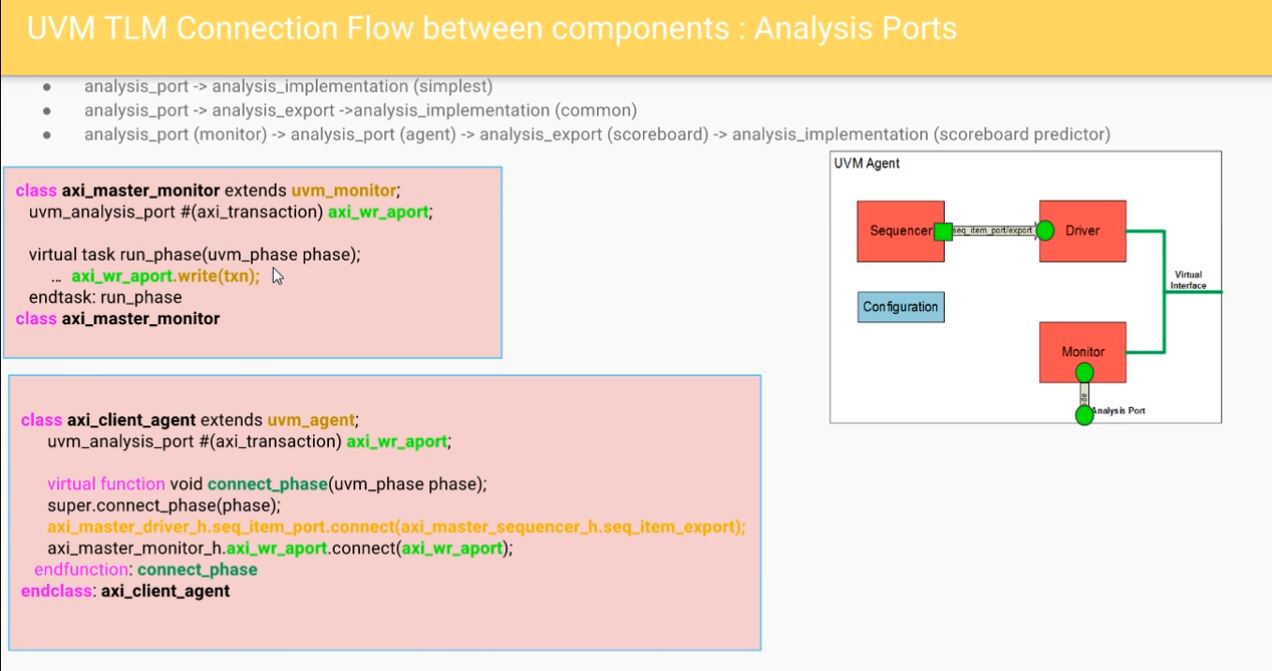 UVM TLM Connection Flow between components : Analysis Ports
● analysis_port -> analysis_implementation (simplest)
● analysis_port -> analysis_export ->analysis_implementation (common)
● analysis_port (monitor) -> analysis_port (agent) -> analysis_export (scoreboard) -> analysis_implementation (scoreboard predictor)
class axi_master_monitor extends uvm_monitor;
uvm_analysis_port #(axi_transaction) axi_wr_aport;
virtual task run_phase(uvm_phase phase);
... axi_wr_aport.write(txn);
endtask: run_phase
class axi_master_monitor
class axi_client_agent extends uvm_agent;
uvm_analysis_port #(axi_transaction) axi_wr_aport;
virtual function void connect_phase(uvm_phase phase);
super.connect_phase(phase);
axi_master_driver_h.seq_item_port.connect(axi_master_sequencer_h.seq_item_export);
axi_master_monitor_h.axi_wr_aport.connect(axi_wr_aport);
endfunction: connect_phase
endclass: axi_client_agent
UVM Agent
Sequencer
seq_item_port/export
Driver
Virtual
Interface
Configuration
Monitor
Analysis Port